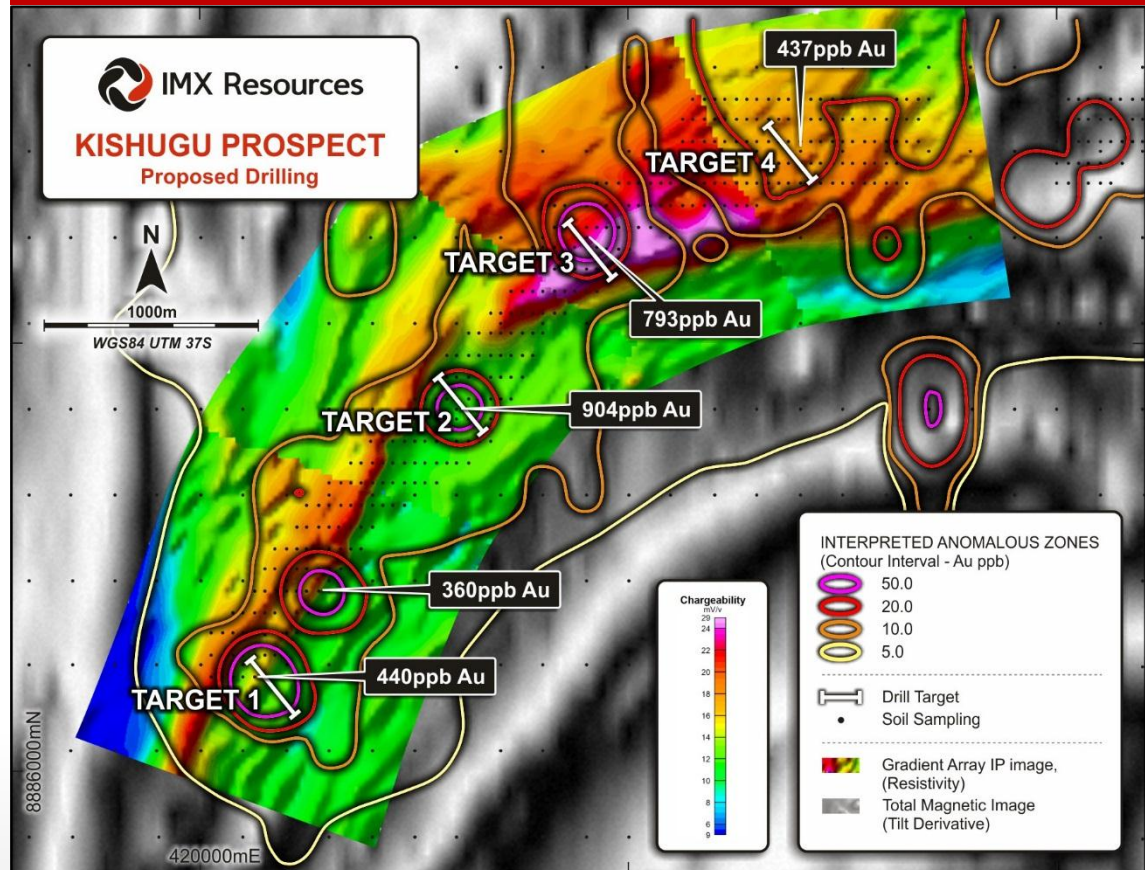 IMX Resources
KISHUGU PROSPECT
Proposed Drilling
N
1000m
WGS84 UTM 37S
437ppb Au
TARGET 4
TARGET 3
793ppb Au
TARGET 2
904ppb Au
360ppb Au
TARGET 1
440ppb Au
8886000mN
420000mE
Chargeability
mV/v
29
24
22
20
18
16
14
12
10
8
6
9
INTERPRETED ANOMALOUS ZONES
(Contour Interval - Au ppb)
50.0
20.0
10.0
5.0
Drill Target
Soil Sampling
Gradient Array IP image,
(Resistivity)
Total Magnetic Image
(Tilt Derivative)